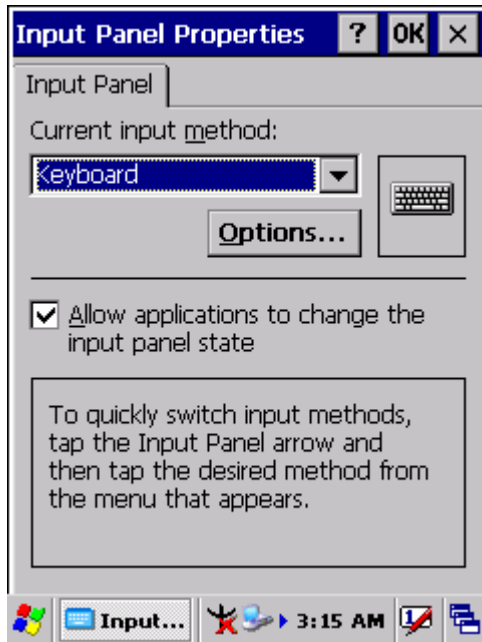 Input Panel Properties ? OK ×
Input Panel
Current input method:
Keyboard
Options...
Allow applications to change the
input panel state
To quickly switch input methods,
tap the Input Panel arrow and
then tap the desired method from
the menu that appears.
Input... 3:15 AM